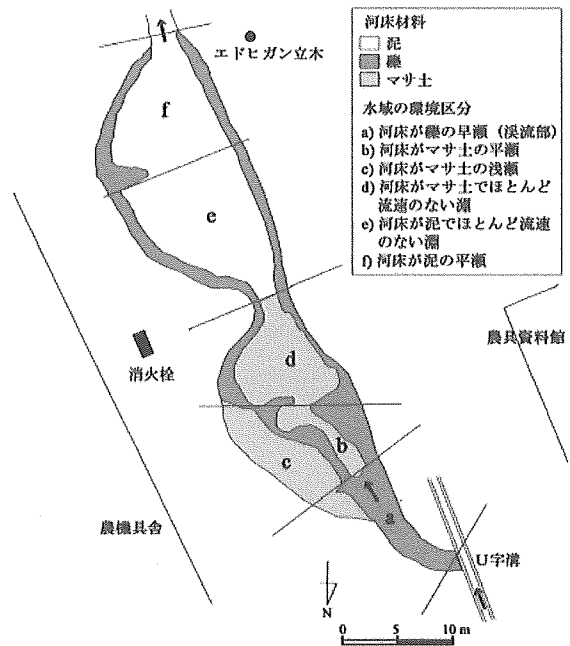 エドヒガン立木
f
e
d
b
c
a
消火栓
農具資料館
農機具舎
U字溝
N
0 5 10 m
河床材料
泥
礫
マサ土
水域の環境区分
a) 河床が礫の早瀬(渓流部)
b) 河床がマサ土の平瀬
c) 河床がマサ土の浅瀬
d) 河床がマサ土でほとんど
流速のない淵
e) 河床が泥でほとんど流速
のない淵
f) 河床が泥の平瀬